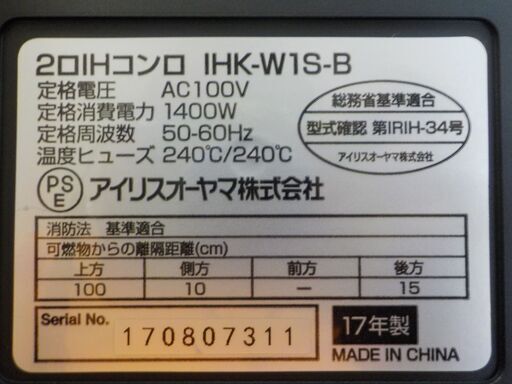 2口IHコンロ IHK-W1S-B
定格電圧 AC100V
定格消費電力 1400W
定格周波数 50-60Hz
温度ヒューズ 240℃/240℃
総務省基準適合
型式確認 第IRIH-34号
アイリスオーヤマ株式会社
PS
E
アイリスオーヤマ株式会社
消防法 基準適合
可燃物からの離隔距離(cm)
上方 側方 前方 後方
100 10 ー 15
Serial No. 170807311
17年製
MADE IN CHINA